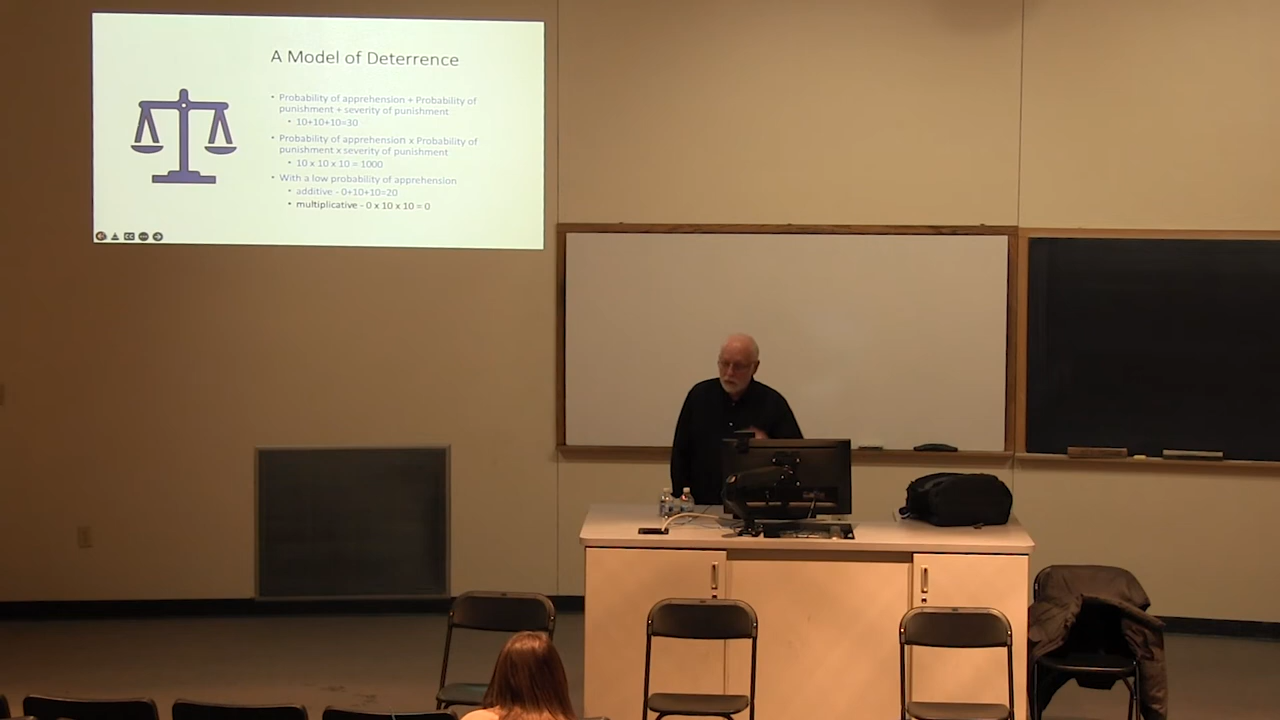 A Model of Deterrence
• Probability of apprehension + Probability of
punishment + severity of punishment
• 10+10+10=30
• Probability of apprehension x Probability of
punishment x severity of punishment
• 10 x 10 x 10 = 1000
• With a low probability of apprehension
• additive - 0+10+10=20
• multiplicative - 0 x 10 x 10 = 0
CC